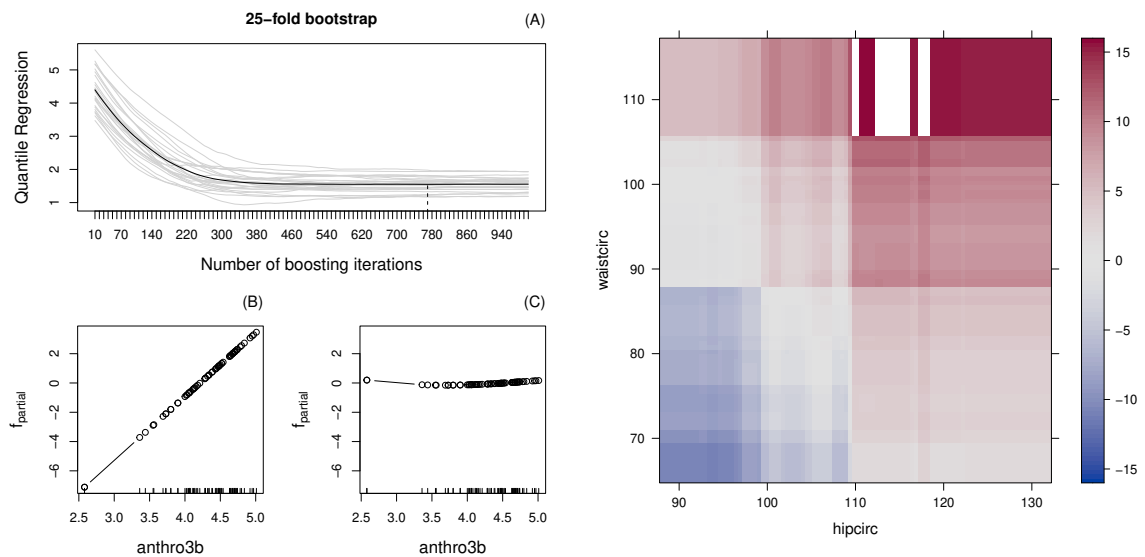 25−fold bootstrap
(A)
Quantile Regression
5
4
3
2
1
10 70 140 220 300 380 460 540 620 700 780 860 940
Number of boosting iterations
(B)
f partial
2
0
−2
−4
−6
2.5 3.0 3.5 4.0 4.5 5.0
anthro3b
(C)
f partial
2
0
−2
−4
−6
2.5 3.0 3.5 4.0 4.5 5.0
anthro3b
waistcirc
110
100
90
80
70
90 100 110 120 130
hipcirc
15
10
5
0
−5
−10
−15